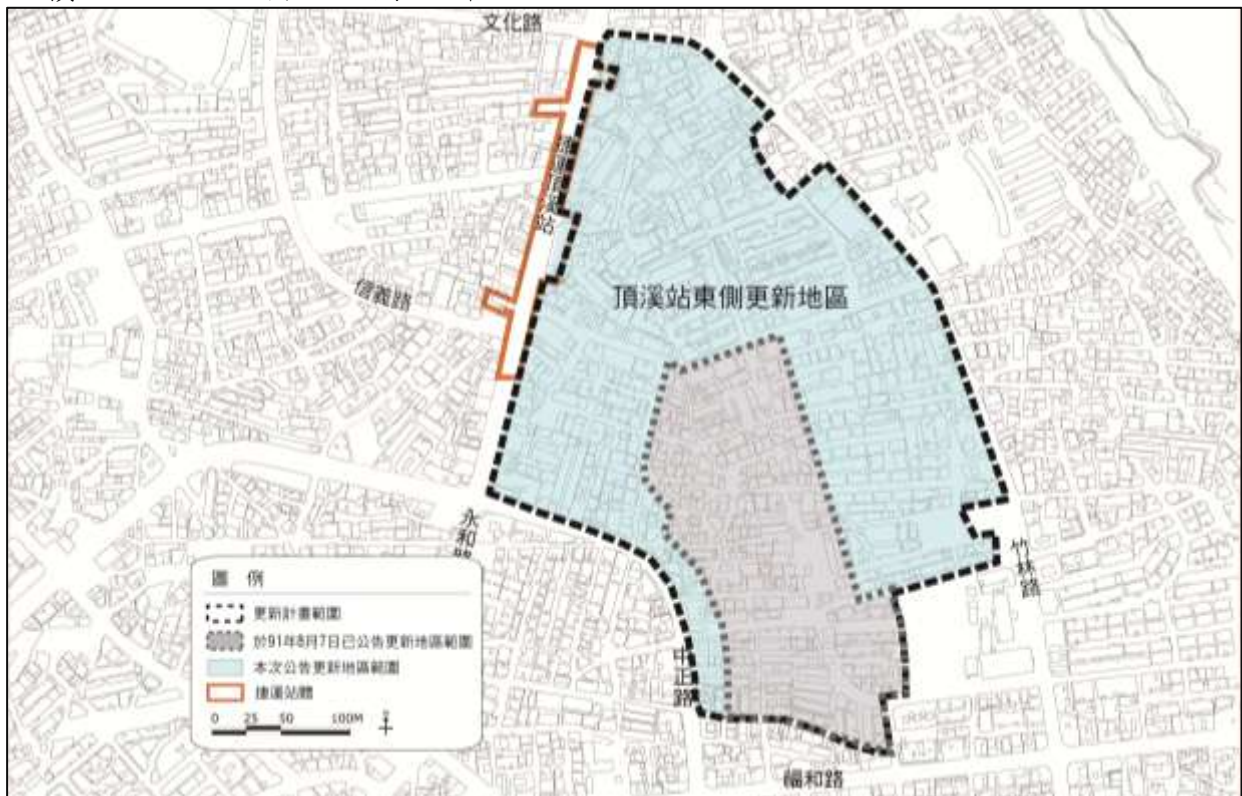 文化路
捷運頂溪站
信義路
頂溪站東側更新地區
永和路
竹林路
中正路
福和路
圖 例
更新計畫範圍
於91年8月7日已公告更新地區範圍
本次公告更新地區範圍
捷運站體
0 25 50 100M